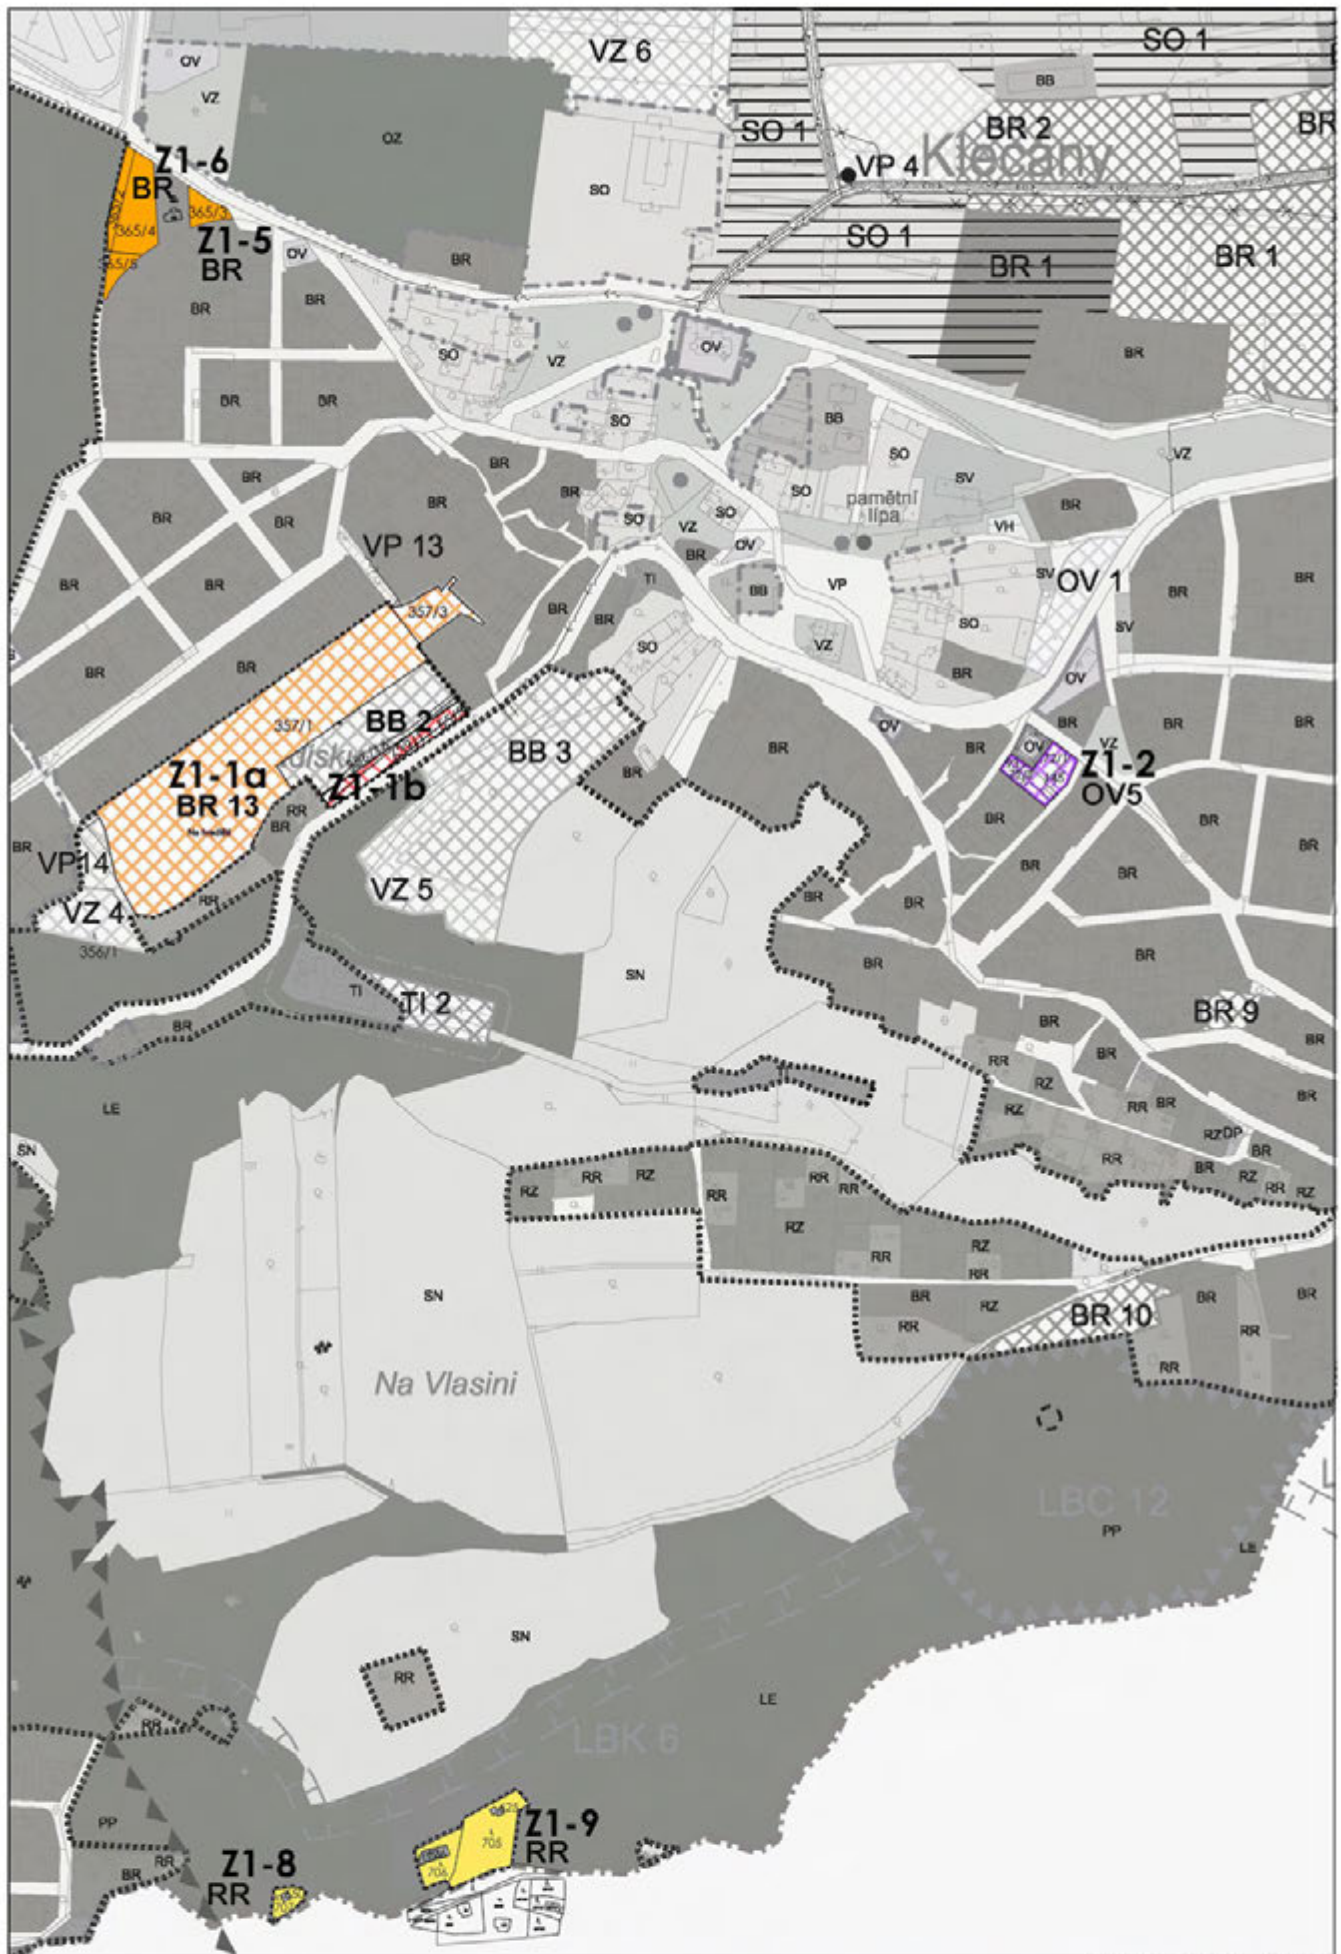 VZ 6
SO 1
OV
BB
VZ
OZ
SO 1
BR 2
BR
Klecany
Z1-6
BR
VP 4
SO
365/3
365/4
Z1-5
BR
OV
BR
SO 1
BR 1
BR 1
BR
BR
OV
SO
VZ
BR
BR
BR
SO
BB
SO
VZ
BR
BR
BR
BR
SO
SO
SV
pamětní
lípa
BR
BR
BR
SO
VZ
SO
VH
VP 13
OV
BR
BR
BR
TI
BB
VP
SV
OV 1
BR
BR
357/3
BR
BR
SO
VZ
SO
SV
BR
BR
BR
OV
357/1
BB 2
BB 3
OV
BR
BR
BR
BR
OV
VZ
BR
Z1-1a
BR 13
Z1-1b
BR
Z1-2
OV5
RR
BR
BR
BR
BR
BR
VP14
VZ 5
BR
BR
BR
VZ 4
RR
BR
356/1
SN
BR
BR
TI
TI 2
BR 9
BR
BR
BR
RR
BR
RZ
LE
RZ
RR
BR
BR
RZ
DP
SN
RR
BR
BR
RZ
RR
RZ
RZ
RR
RZ
RR
RR
RR
RZ
RR
RZ
RR
SN
BR
RZ
BR 10
BR
BR
RR
RR
RR
Na Vlasini
LBC 12
PP
LE
SN
RR
LE
RR
LBK 6
PP
Z1-9
RR
705
706
BR
RR
Z1-8
RR